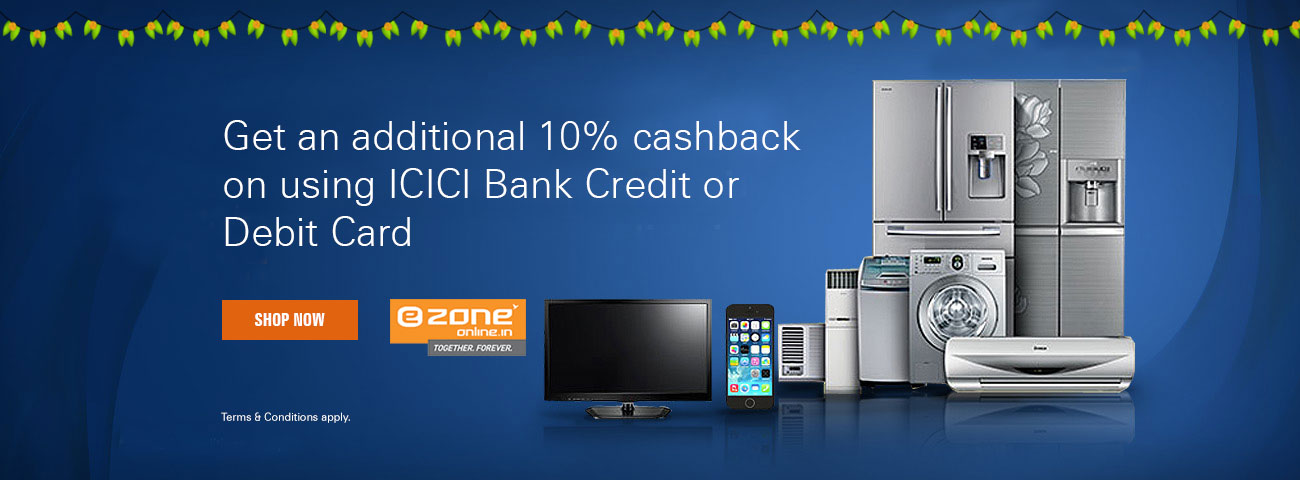 Get an additional 10% cashback
on using ICICI Bank Credit or
Debit Card
SHOP NOW
e zone
online.in
TOGETHER. FOREVER.
Terms & Conditions apply.